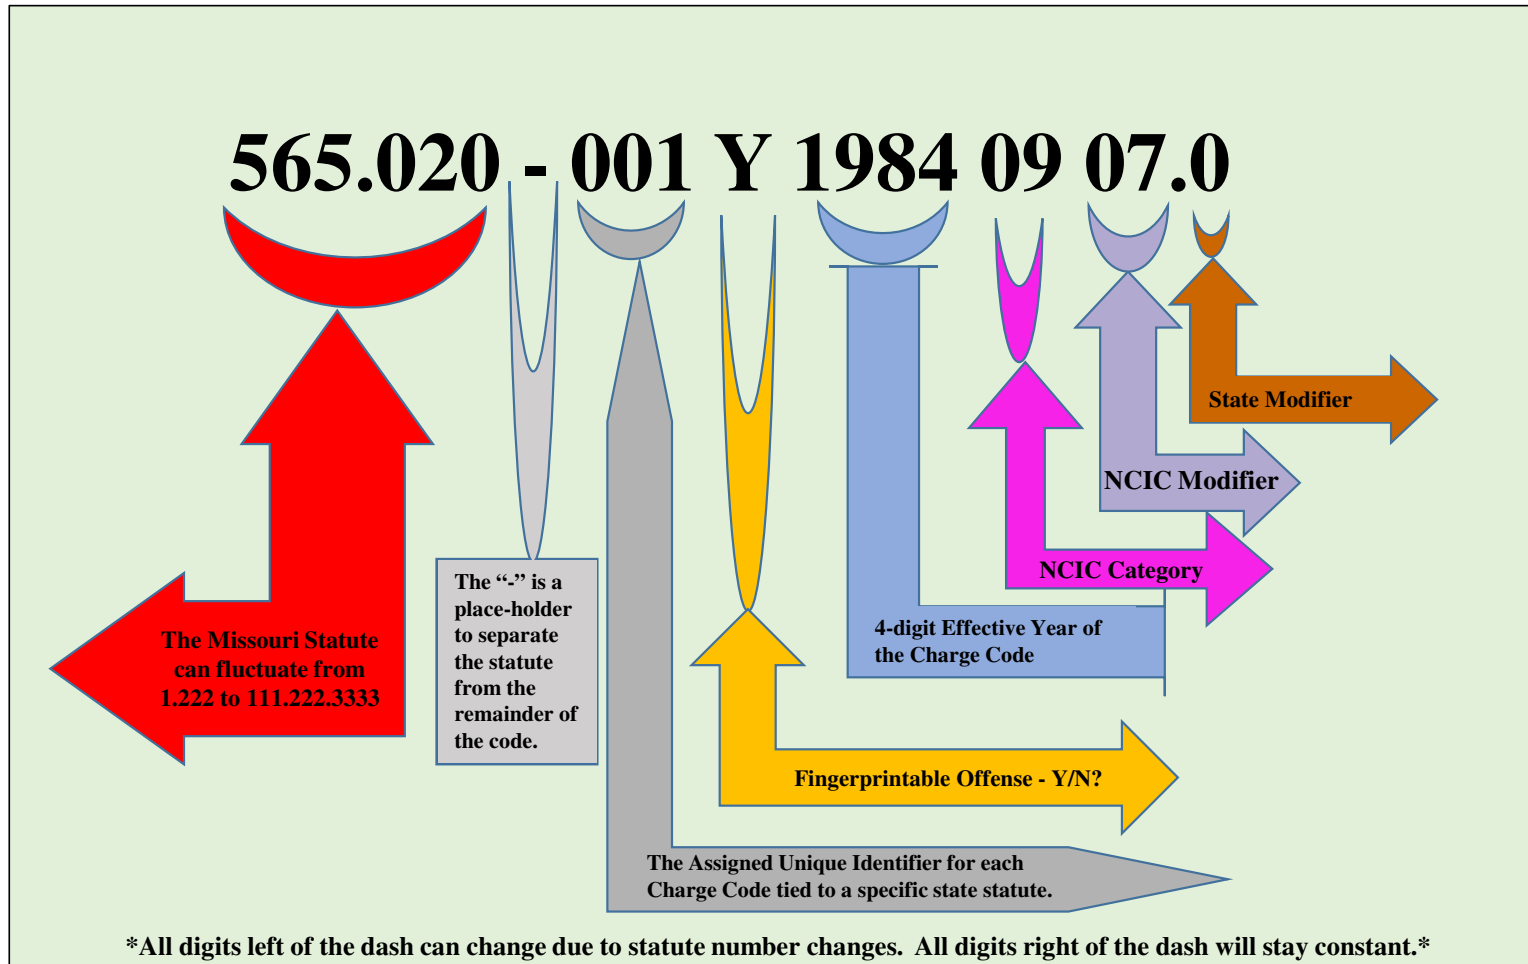 565.020 - 001 Y 1984 09 07.0
State Modifier
NCIC Modifier
NCIC Category
The “-” is a
place-holder
to separate
the statute
from the
remainder of
the code.
4-digit Effective Year of
the Charge Code
The Missouri Statute
can fluctuate from
1.222 to 111.222.3333
Fingerprintable Offense - Y/N?
The Assigned Unique Identifier for each
Charge Code tied to a specific state statute.
*All digits left of the dash can change due to statute number changes.  All digits right of the dash will stay constant.*